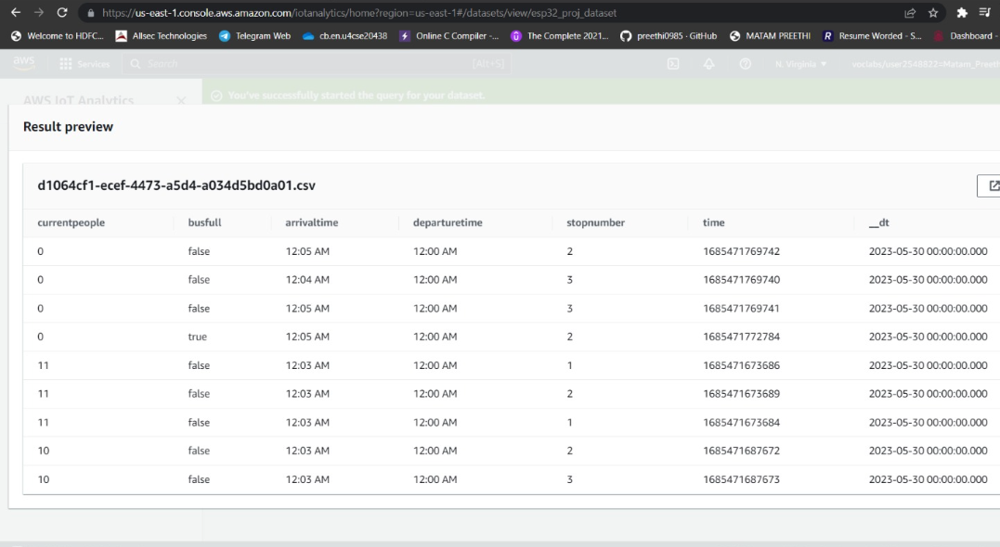 https://us-east-1.console.aws.amazon.com/iotanalytics/home?region=us-east-1#/datasets/view/esp32_proj_dataset
Welcome to HDFC... Allsec Technologies Telegram Web cb.en.u4cse20438 Online C Compiler -... The Complete 2021... preethi0985 · GitHub MATAM PREETHI Resume Worded - S... Dashboard -
aws Services Search [Alt+S] N. Virginia
AWS IoT Analytics You've successfully started the query for your dataset.
Result preview
d1064cf1-ecef-4473-a5d4-a034d5bd0a01.csv
currentpeople busfull arrivaltime departuretime stopnumber time __dt
0 false 12:05 AM 12:00 AM 2 1685471769742 2023-05-30 00:00:00.000
0 false 12:04 AM 12:00 AM 3 1685471769740 2023-05-30 00:00:00.000
0 false 12:05 AM 12:00 AM 3 1685471769741 2023-05-30 00:00:00.000
0 true 12:05 AM 12:00 AM 2 1685471772784 2023-05-30 00:00:00.000
11 false 12:03 AM 12:00 AM 1 1685471673686 2023-05-30 00:00:00.000
11 false 12:03 AM 12:00 AM 2 1685471673689 2023-05-30 00:00:00.000
11 false 12:03 AM 12:00 AM 1 1685471673684 2023-05-30 00:00:00.000
10 false 12:03 AM 12:00 AM 2 1685471687672 2023-05-30 00:00:00.000
10 false 12:03 AM 12:00 AM 3 1685471687673 2023-05-30 00:00:00.000